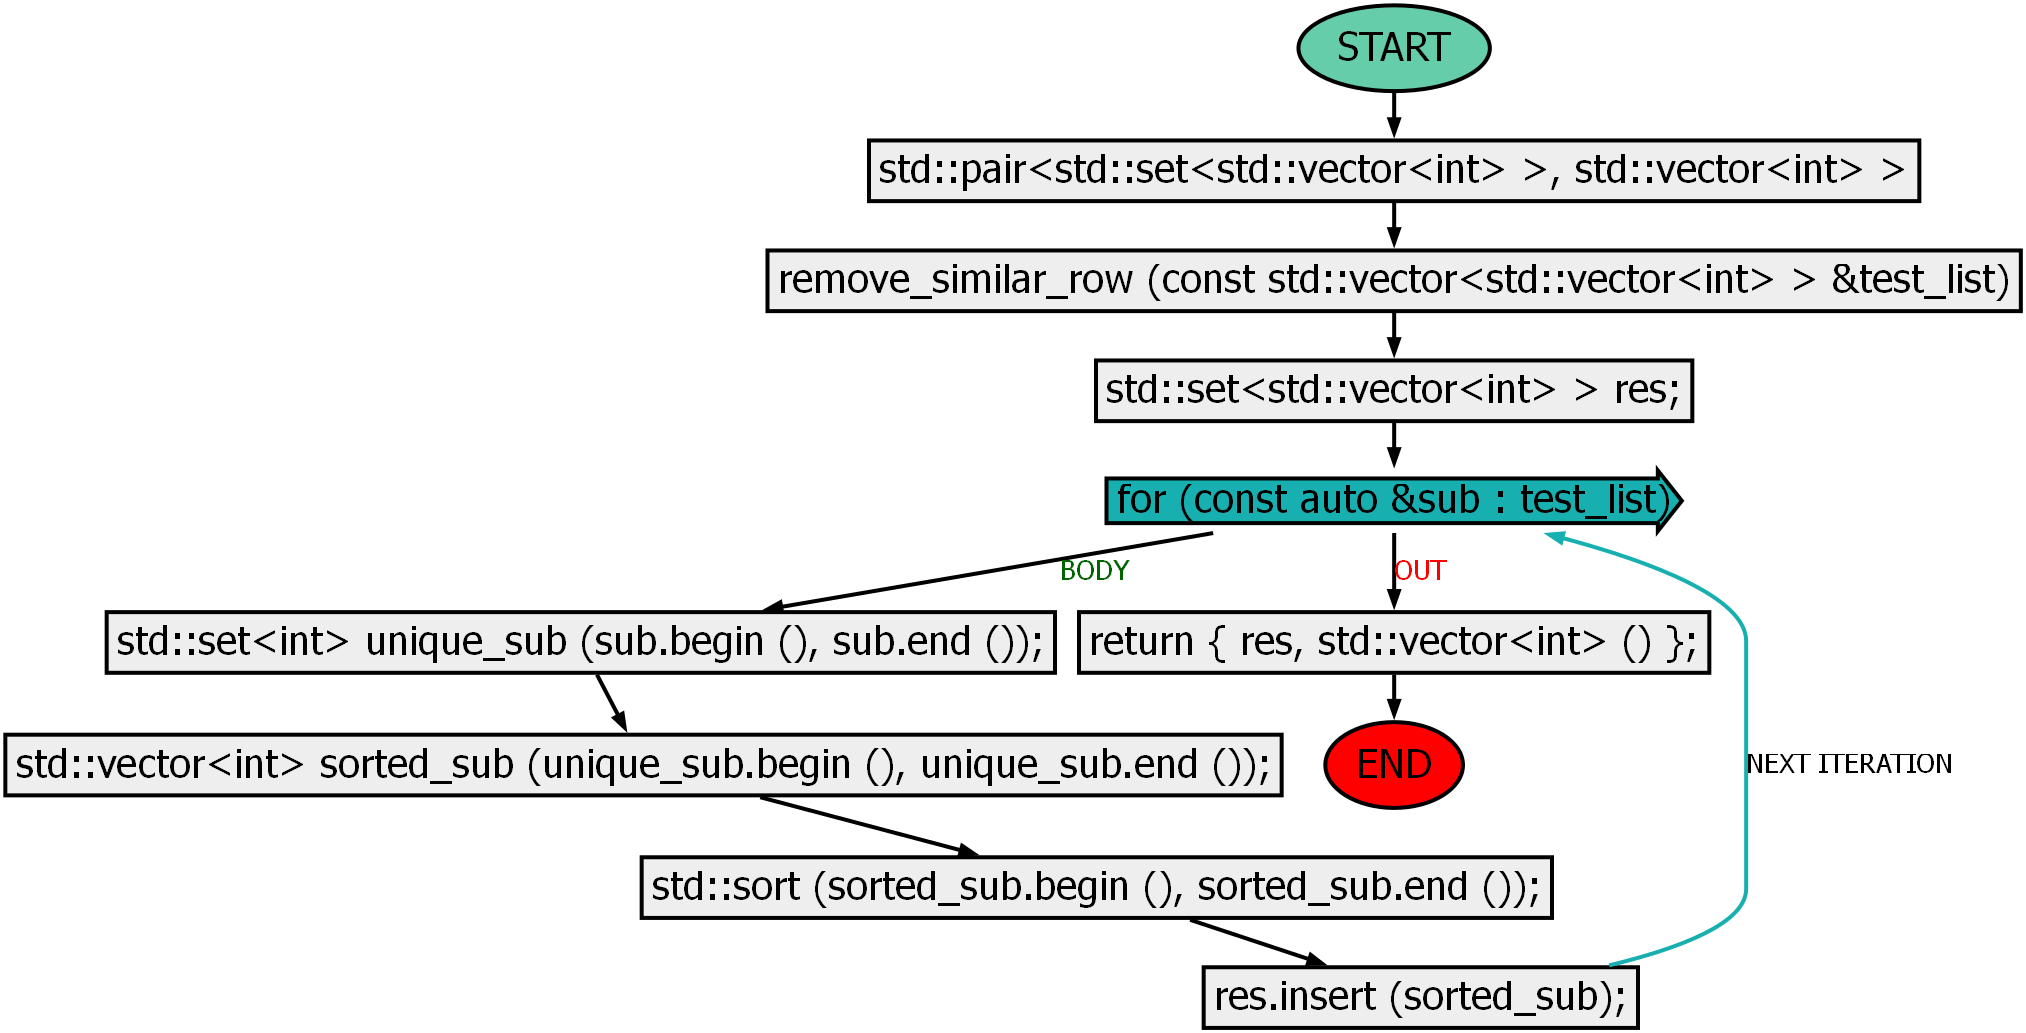 START
std::pair<std::set<std::vector<int> >, std::vector<int> >
remove_similar_row (const std::vector<std::vector<int> > &test_list)
std::set<std::vector<int> > res;
for (const auto &sub : test_list)
BODY
OUT
std::set<int> unique_sub (sub.begin (), sub.end ());
return { res, std::vector<int> () };
std::vector<int> sorted_sub (unique_sub.begin (), unique_sub.end ());
END
NEXT ITERATION
std::sort (sorted_sub.begin (), sorted_sub.end ());
res.insert (sorted_sub);